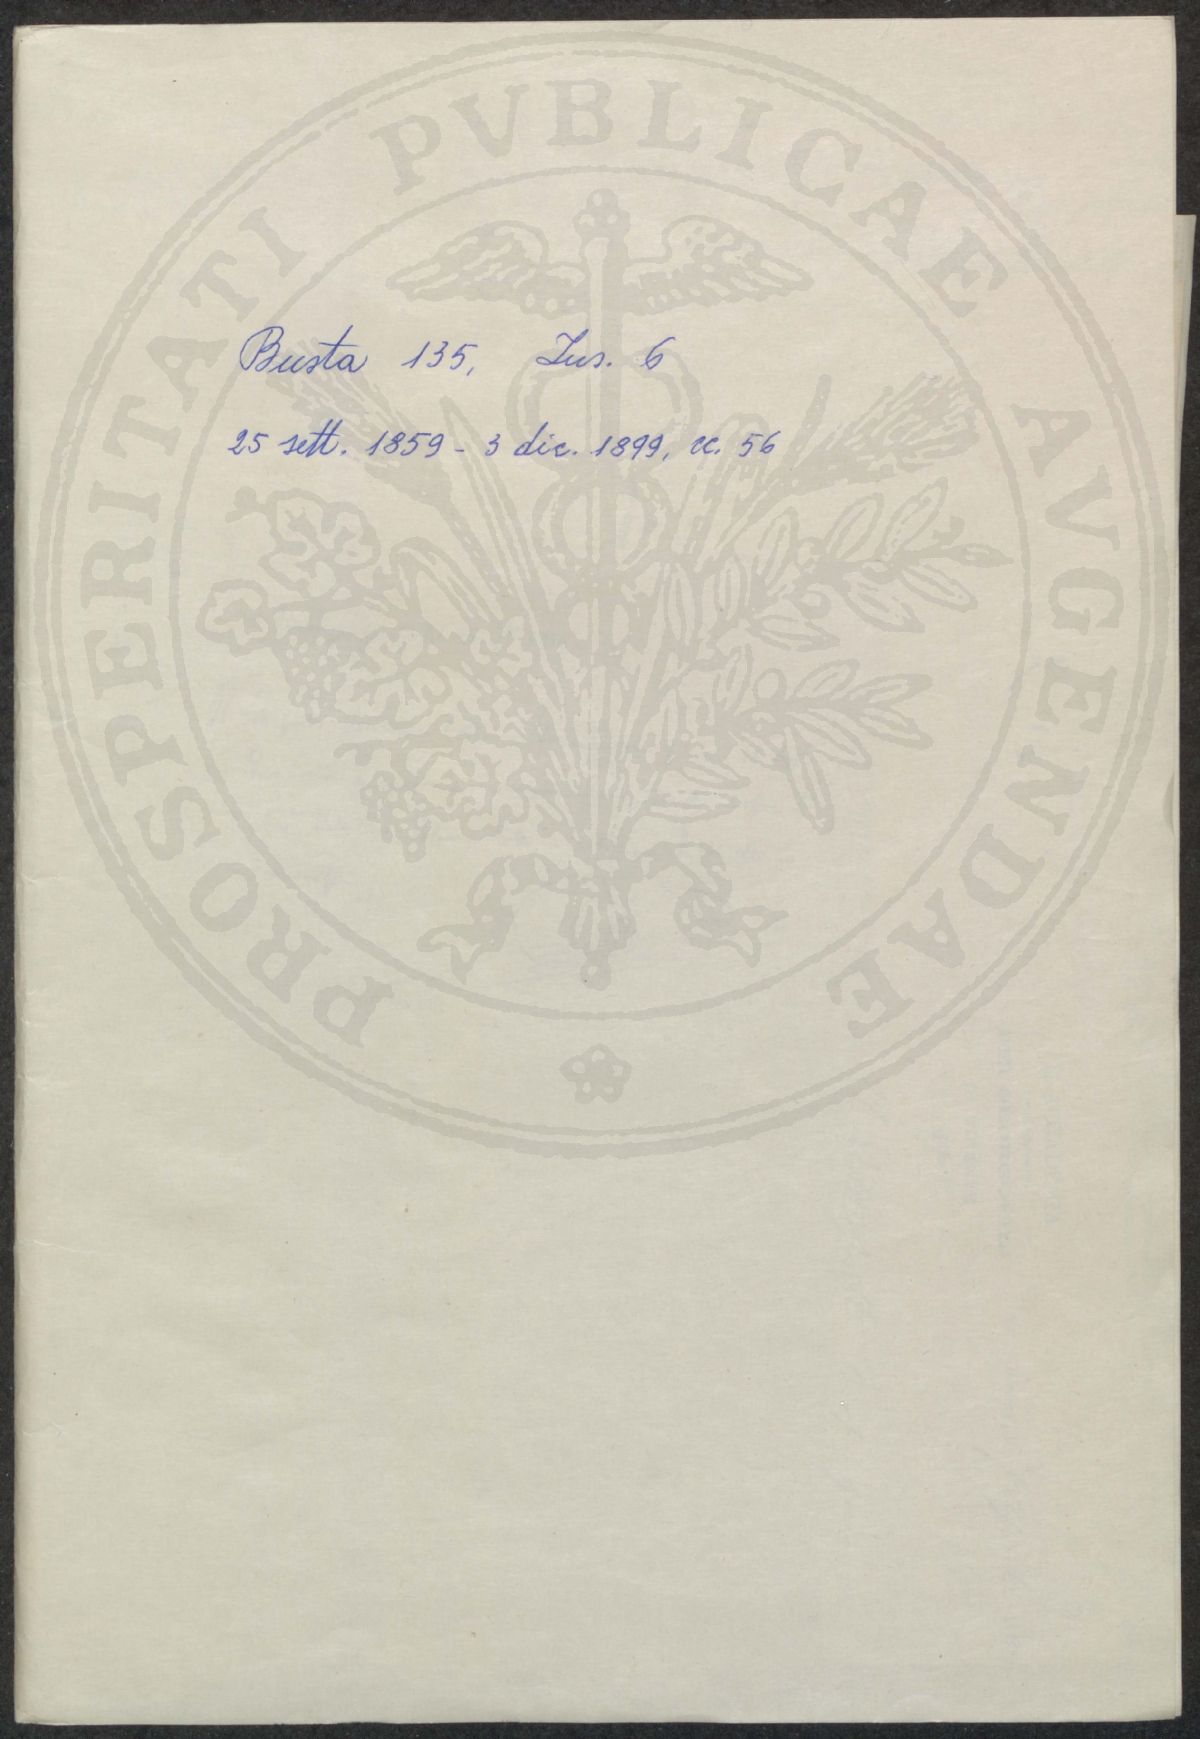 Busta 135, Ins. 6
25 sett. 1859 - 3 dic. 1899, cc. 56
PROSPERITATI PVBLICAE AVGENDAE